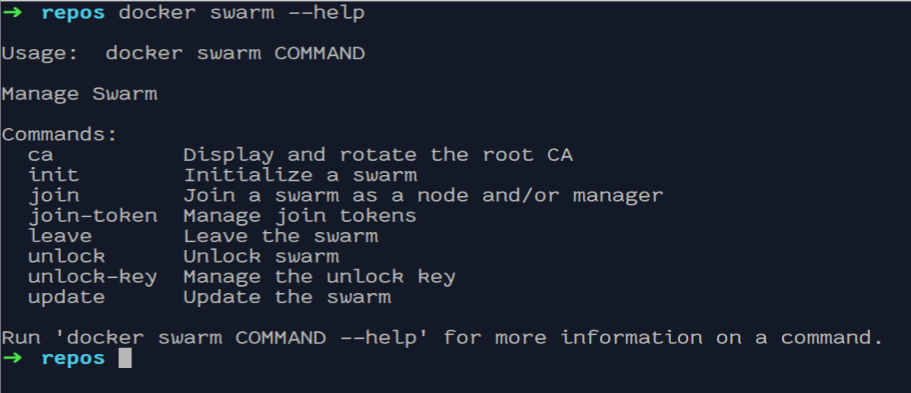 → repos docker swarm --help
Usage:  docker swarm COMMAND
Manage Swarm
Commands:
  ca          Display and rotate the root CA
  init        Initialize a swarm
  join        Join a swarm as a node and/or manager
  join-token  Manage join tokens
  leave       Leave the swarm
  unlock      Unlock swarm
  unlock-key  Manage the unlock key
  update      Update the swarm
Run 'docker swarm COMMAND --help' for more information on a command.
→ repos